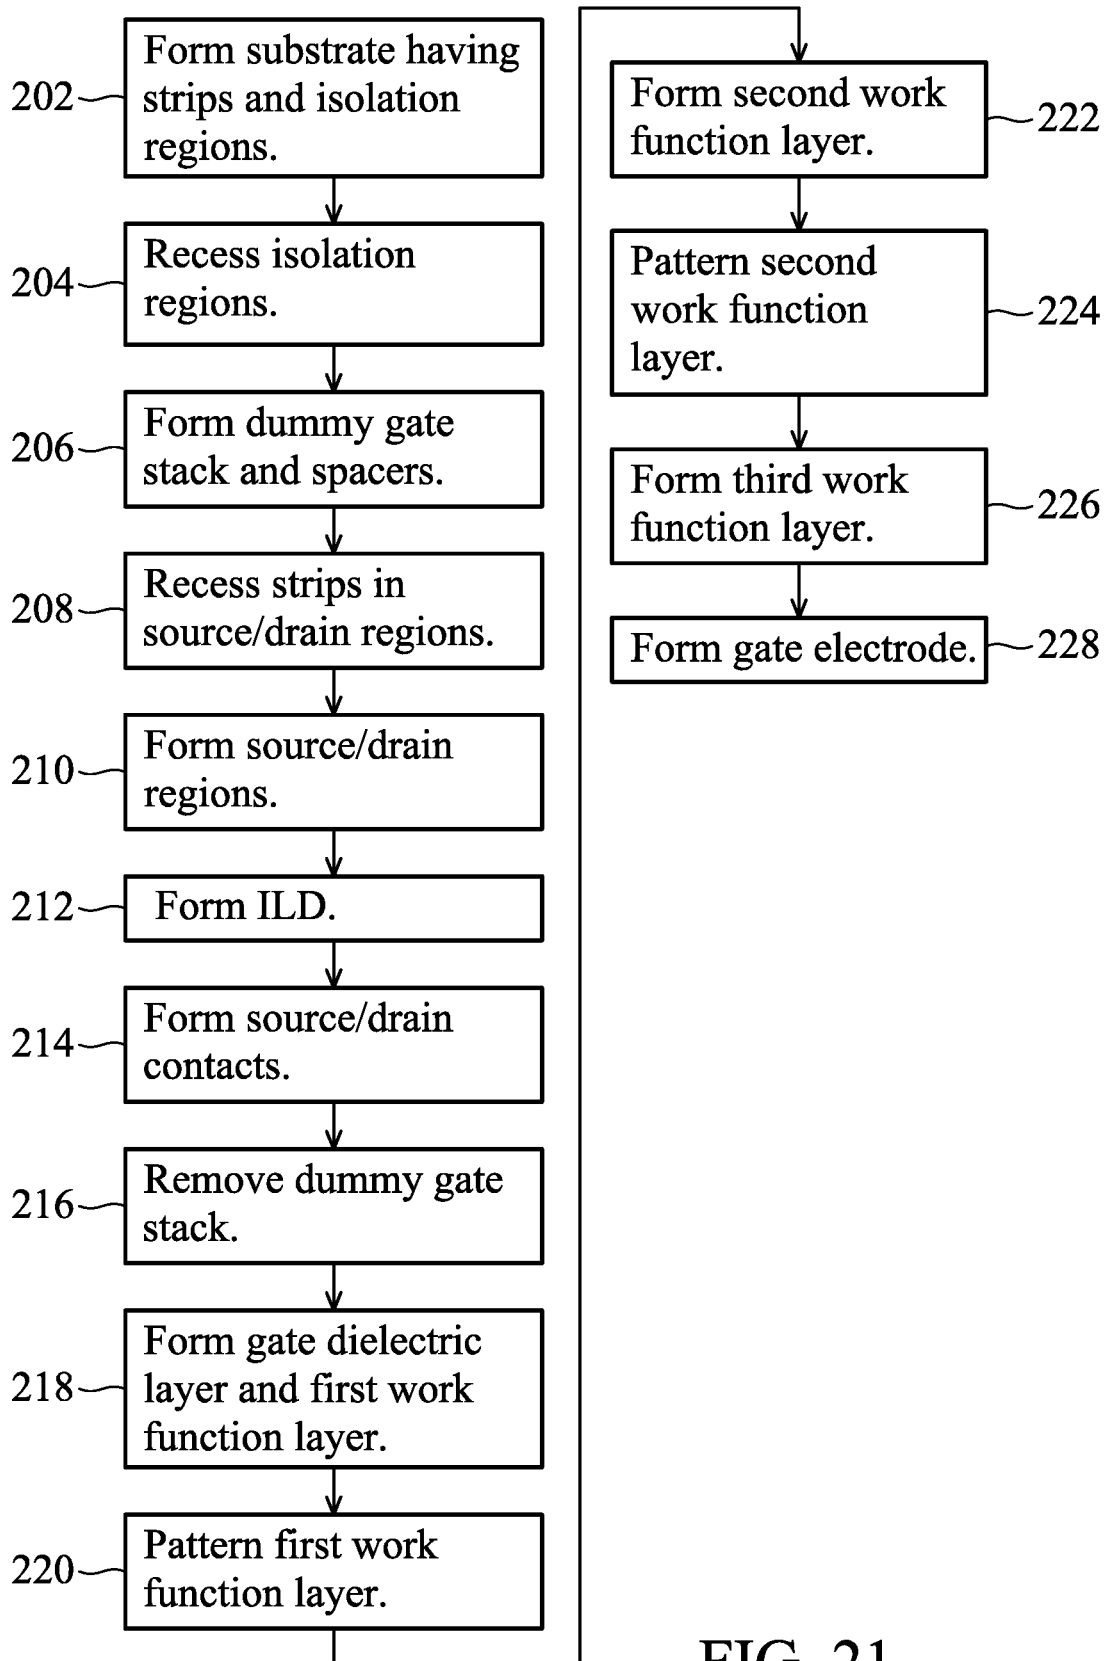 202
Form substrate having
strips and isolation
regions.
204
Recess isolation
regions.
206
Form dummy gate
stack and spacers.
208
Recess strips in
source/drain regions.
210
Form source/drain
regions.
212
Form ILD.
214
Form source/drain
contacts.
216
Remove dummy gate
stack.
218
Form gate dielectric
layer and first work
function layer.
220
Pattern first work
function layer.
Form second work
function layer.
222
Pattern second
work function
layer.
224
Form third work
function layer.
226
Form gate electrode.
228
FIG. 21